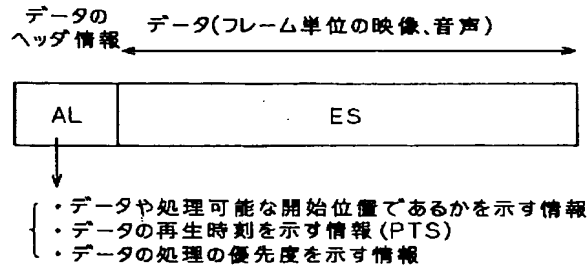 データの
ヘッダ情報
データ(フレーム単位の映像、音声)
AL
ES
・データや処理可能な開始位置であるかを示す情報
・データの再生時刻を示す情報(PTS)
・データの処理の優先度を示す情報